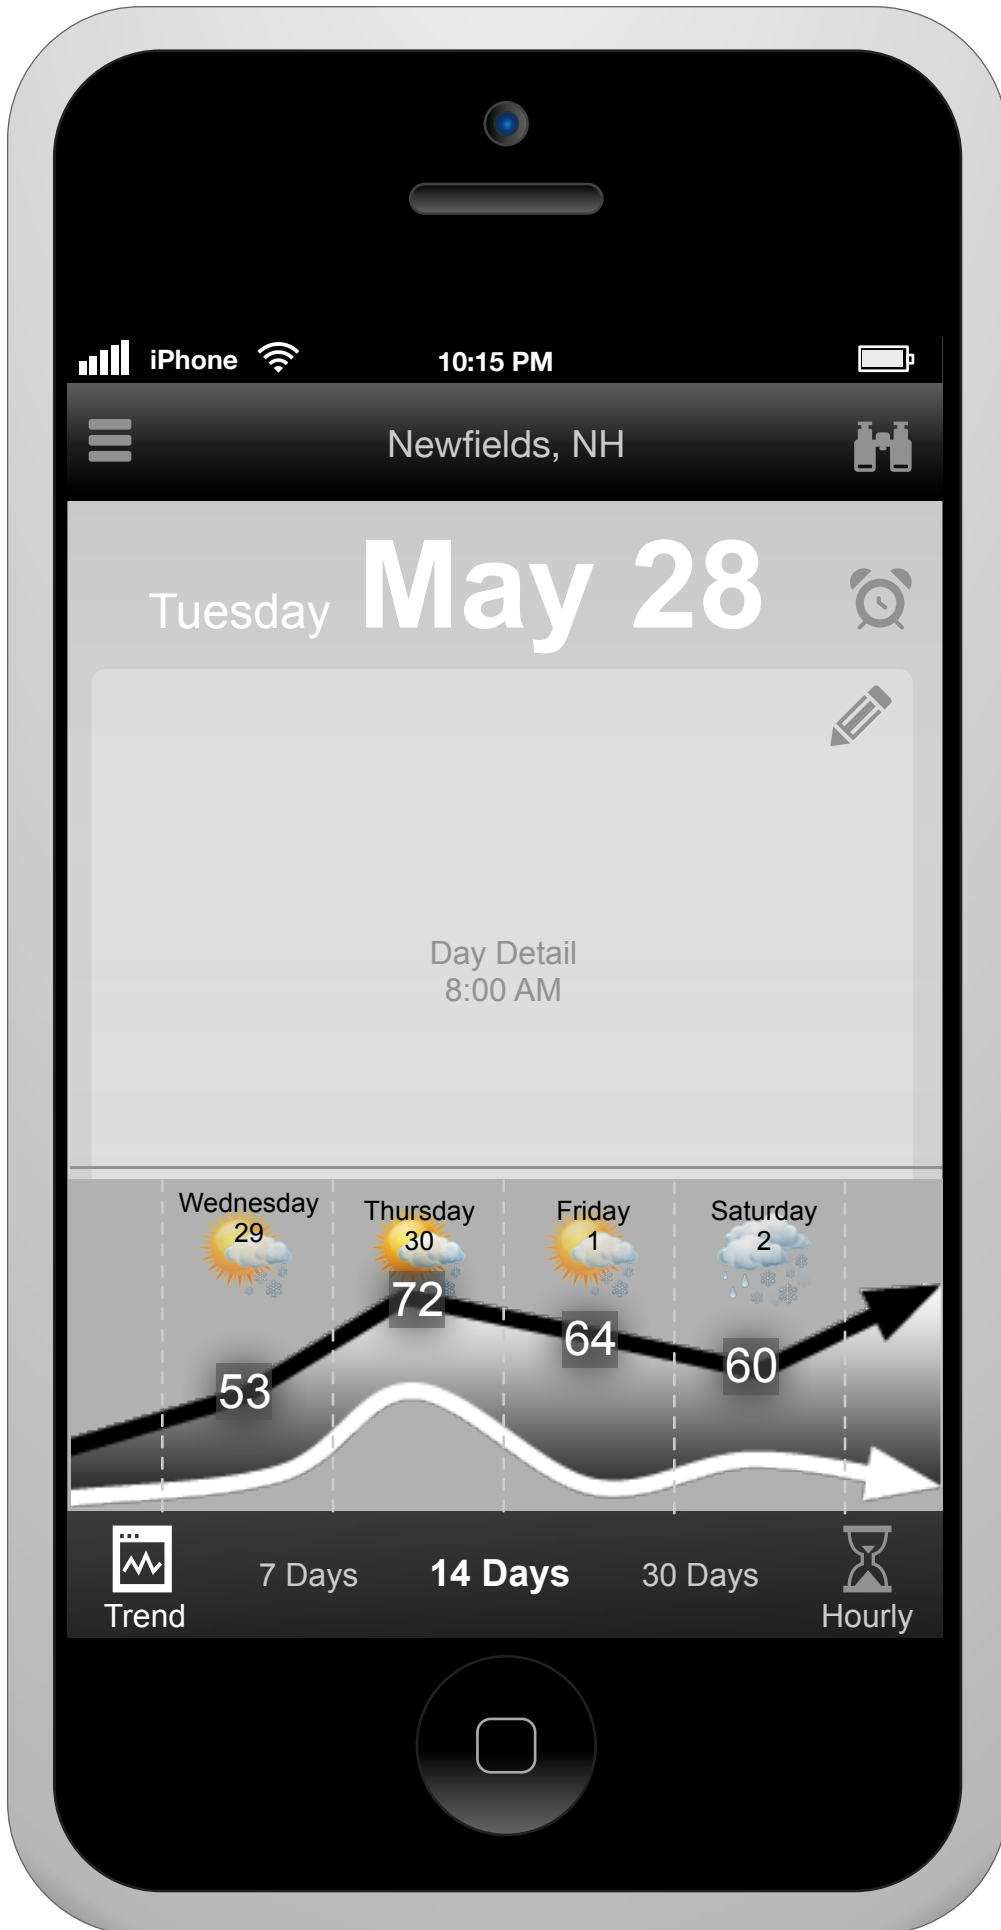 iPhone 10:15 PM
Newfields, NH
Tuesday May 28
Day Detail
8:00 AM
Wednesday
29
Thursday
30
Friday
1
Saturday
2
72
64
60
53
7 Days 14 Days 30 Days
Trend Hourly